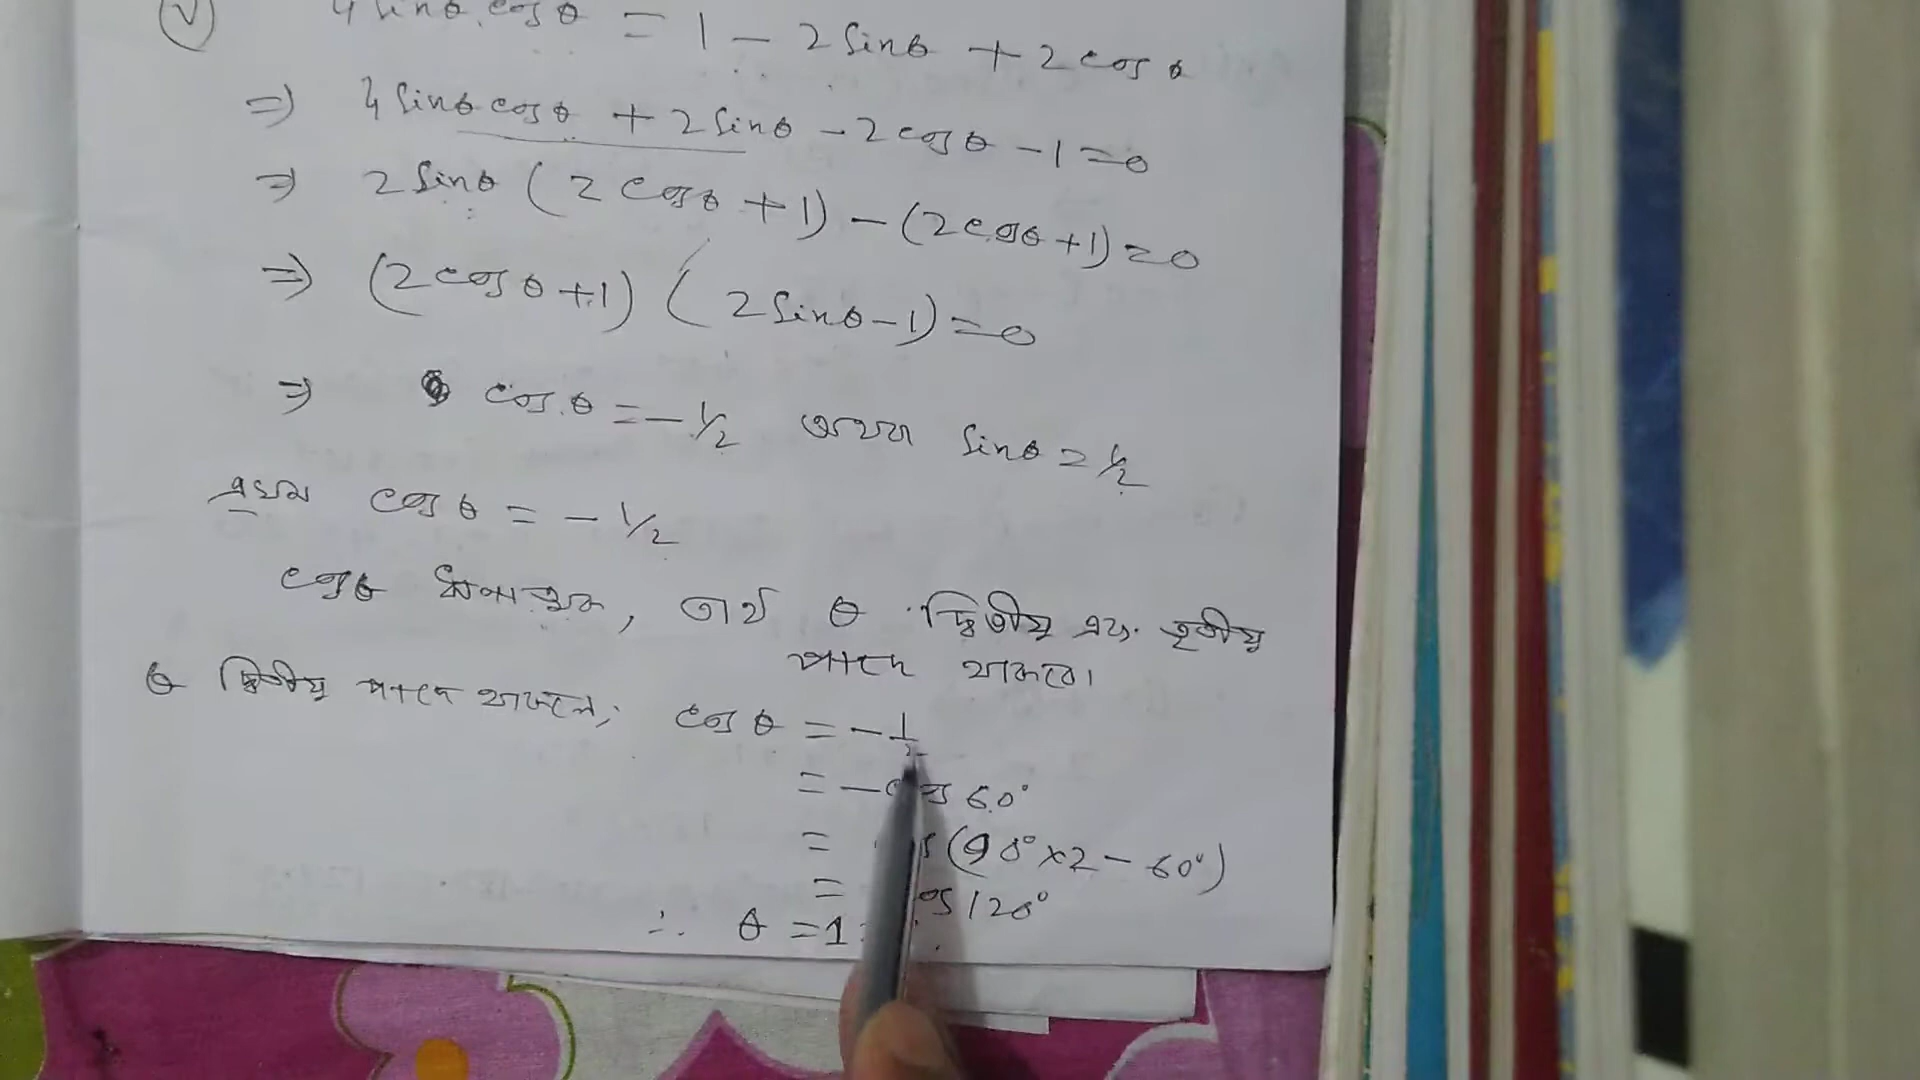 (v) 4 sinθ. cosθ = 1 – 2 sinθ + 2 cosθ
⇒ 4 sinθ cosθ + 2 sinθ – 2 cosθ – 1 = 0
⇒ 2 sinθ (2 cosθ + 1) – (2 cosθ + 1) = 0
⇒ (2 cosθ + 1) (2 sinθ – 1) = 0
⇒ cosθ = – 1/2 অথবা sinθ = 1/2
এখন cosθ = – 1/2
cosθ ঋণাত্মক, তাই θ দ্বিতীয় এবং তৃতীয়
পাদে থাকবে।
θ দ্বিতীয় পাদে থাকলে, cosθ = – 1/2
= – cos 60°
= (90° × 2 – 60°)
= cos 120°
∴ θ = 1